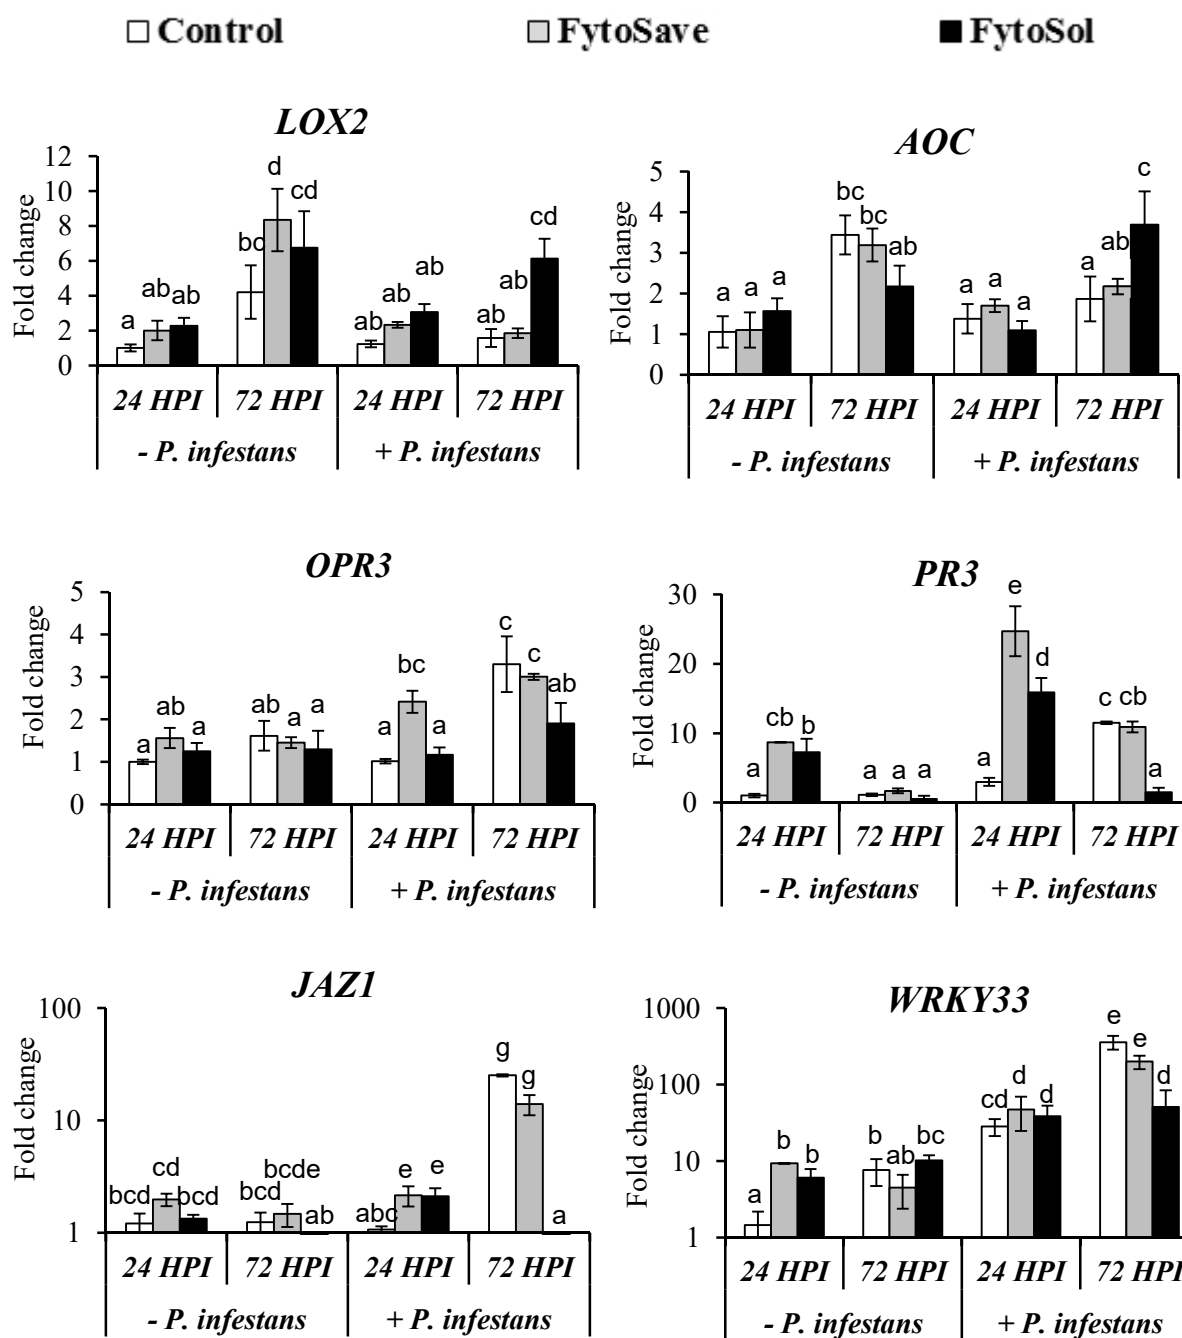 Control FytoSave FytoSol
LOX2
Fold change
12
10
8
6
4
2
0
a ab ab bc d cd ab ab ab ab ab cd
24 HPI 72 HPI 24 HPI 72 HPI
- P. infestans + P. infestans
AOC
Fold change
5
4
3
2
1
0
a a a bc bc ab a a a a ab c
24 HPI 72 HPI 24 HPI 72 HPI
- P. infestans + P. infestans
OPR3
Fold change
5
4
3
2
1
0
a ab a ab a a a bc a c c ab
24 HPI 72 HPI 24 HPI 72 HPI
- P. infestans + P. infestans
PR3
Fold change
30
20
10
0
a cb b a a a a e d c cb a
24 HPI 72 HPI 24 HPI 72 HPI
- P. infestans + P. infestans
JAZ1
Fold change
100
10
1
bcd cd bcd bcd bcde ab abc e e g g a
24 HPI 72 HPI 24 HPI 72 HPI
- P. infestans + P. infestans
WRKY33
Fold change
1000
100
10
1
a b b b ab bc cd d d e e d
24 HPI 72 HPI 24 HPI 72 HPI
- P. infestans + P. infestans